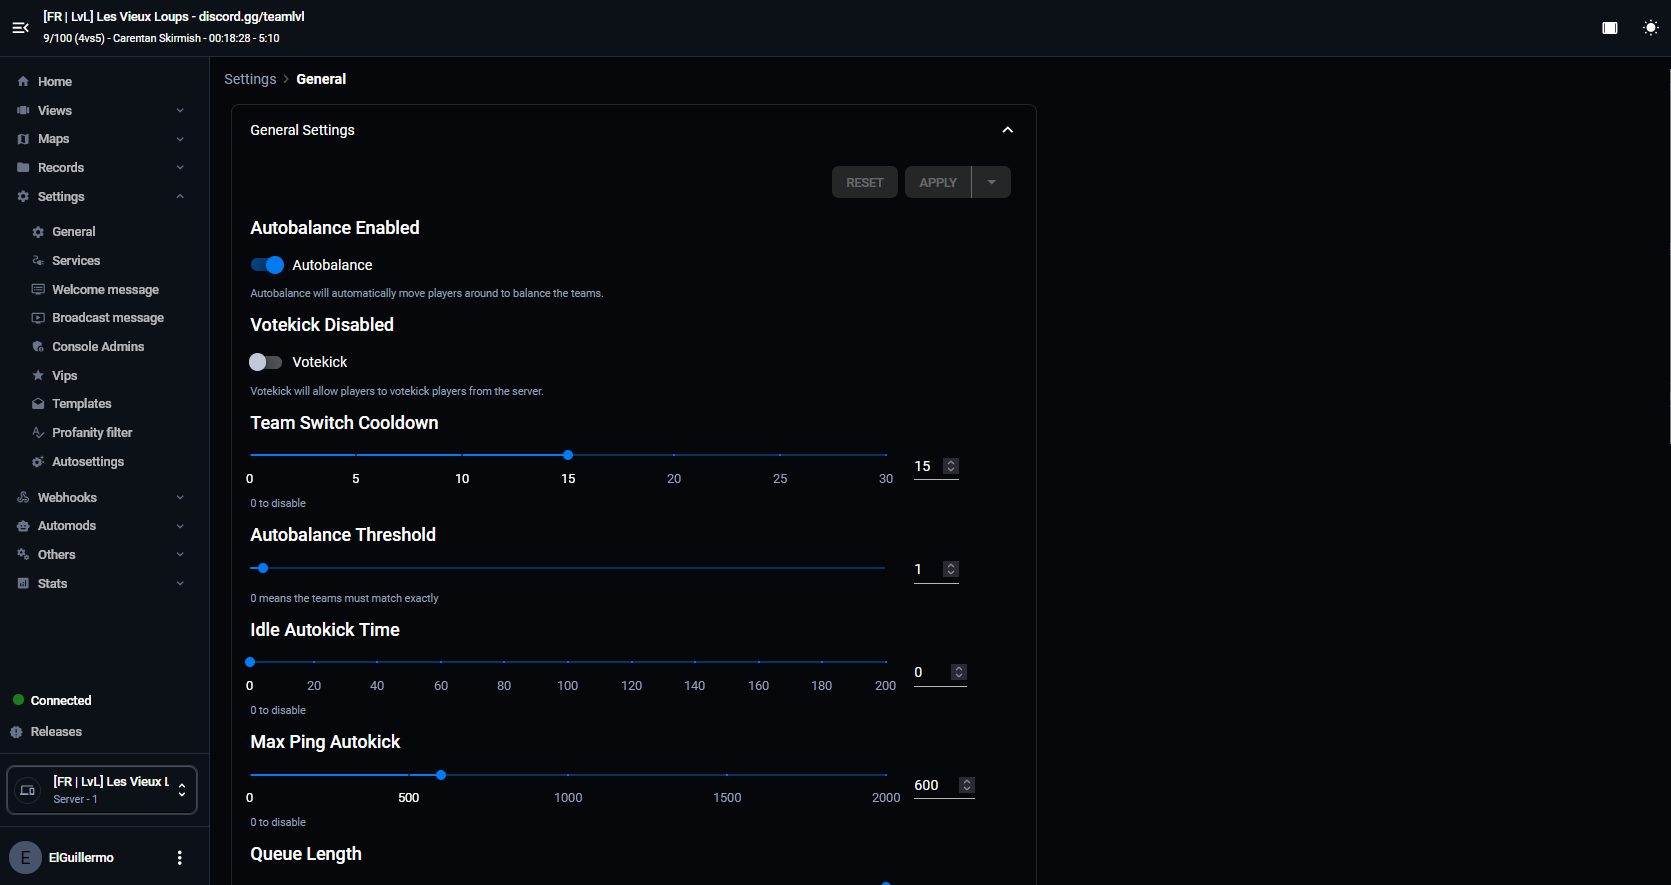 [FR | LvL] Les Vieux Loups - discord.gg/teamlvl
9/100 (4vs5) - Carentan Skirmish - 00:18:28 - 5:10
Home
Views
Maps
Records
Settings
General
Services
Welcome message
Broadcast message
Console Admins
Vips
Templates
Profanity filter
Autosettings
Webhooks
Automods
Others
Stats
Connected
Releases
[FR | LvL] Les Vieux L
Server - 1
E
ElGuillermo
Settings > General
General Settings
RESET
APPLY
Autobalance Enabled
Autobalance
Autobalance will automatically move players around to balance the teams.
Votekick Disabled
Votekick
Votekick will allow players to votekick players from the server.
Team Switch Cooldown
15
0 5 10 15 20 25 30
0 to disable
Autobalance Threshold
1
0 means the teams must match exactly
Idle Autokick Time
0
0 20 40 60 80 100 120 140 160 180 200
0 to disable
Max Ping Autokick
600
0 500 1000 1500 2000
0 to disable
Queue Length